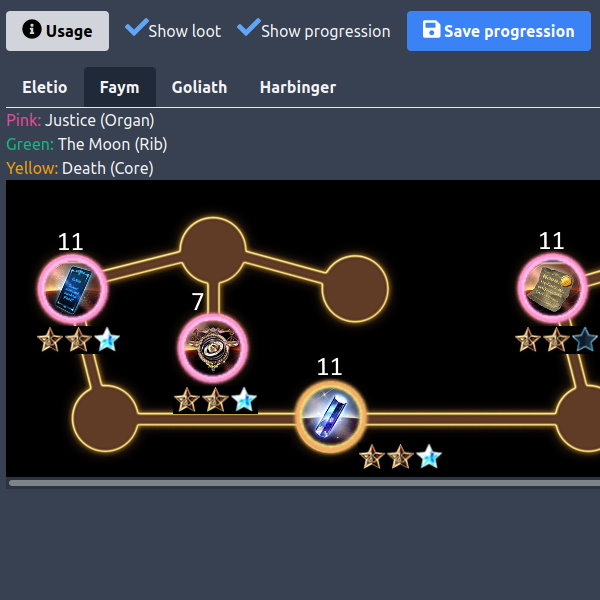 Usage
Show loot
Show progression
Save progression
Eletio
Faym
Goliath
Harbinger
Pink: Justice (Organ)
Green: The Moon (Rib)
Yellow: Death (Core)
11
11
7
11